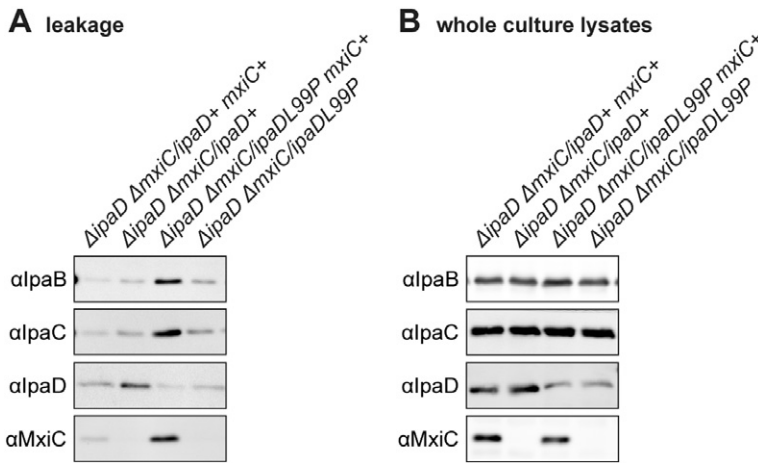 A leakage
ΔipaD ΔmxiC/ipaD+ mxiC+
ΔipaD ΔmxiC/ipaD+
ΔipaD ΔmxiC/ipaDL99P mxiC+
ΔipaD ΔmxiC/ipaDL99P
αIpaB
αIpaC
αIpaD
αMxiC
B whole culture lysates
ΔipaD ΔmxiC/ipaD+ mxiC+
ΔipaD ΔmxiC/ipaD+
ΔipaD ΔmxiC/ipaDL99P mxiC+
ΔipaD ΔmxiC/ipaDL99P
αIpaB
αIpaC
αIpaD
αMxiC